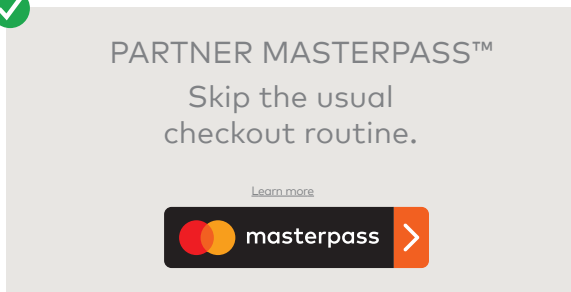 PARTNER MASTERPASS™
Skip the usual
checkout routine.
Learn more
masterpass